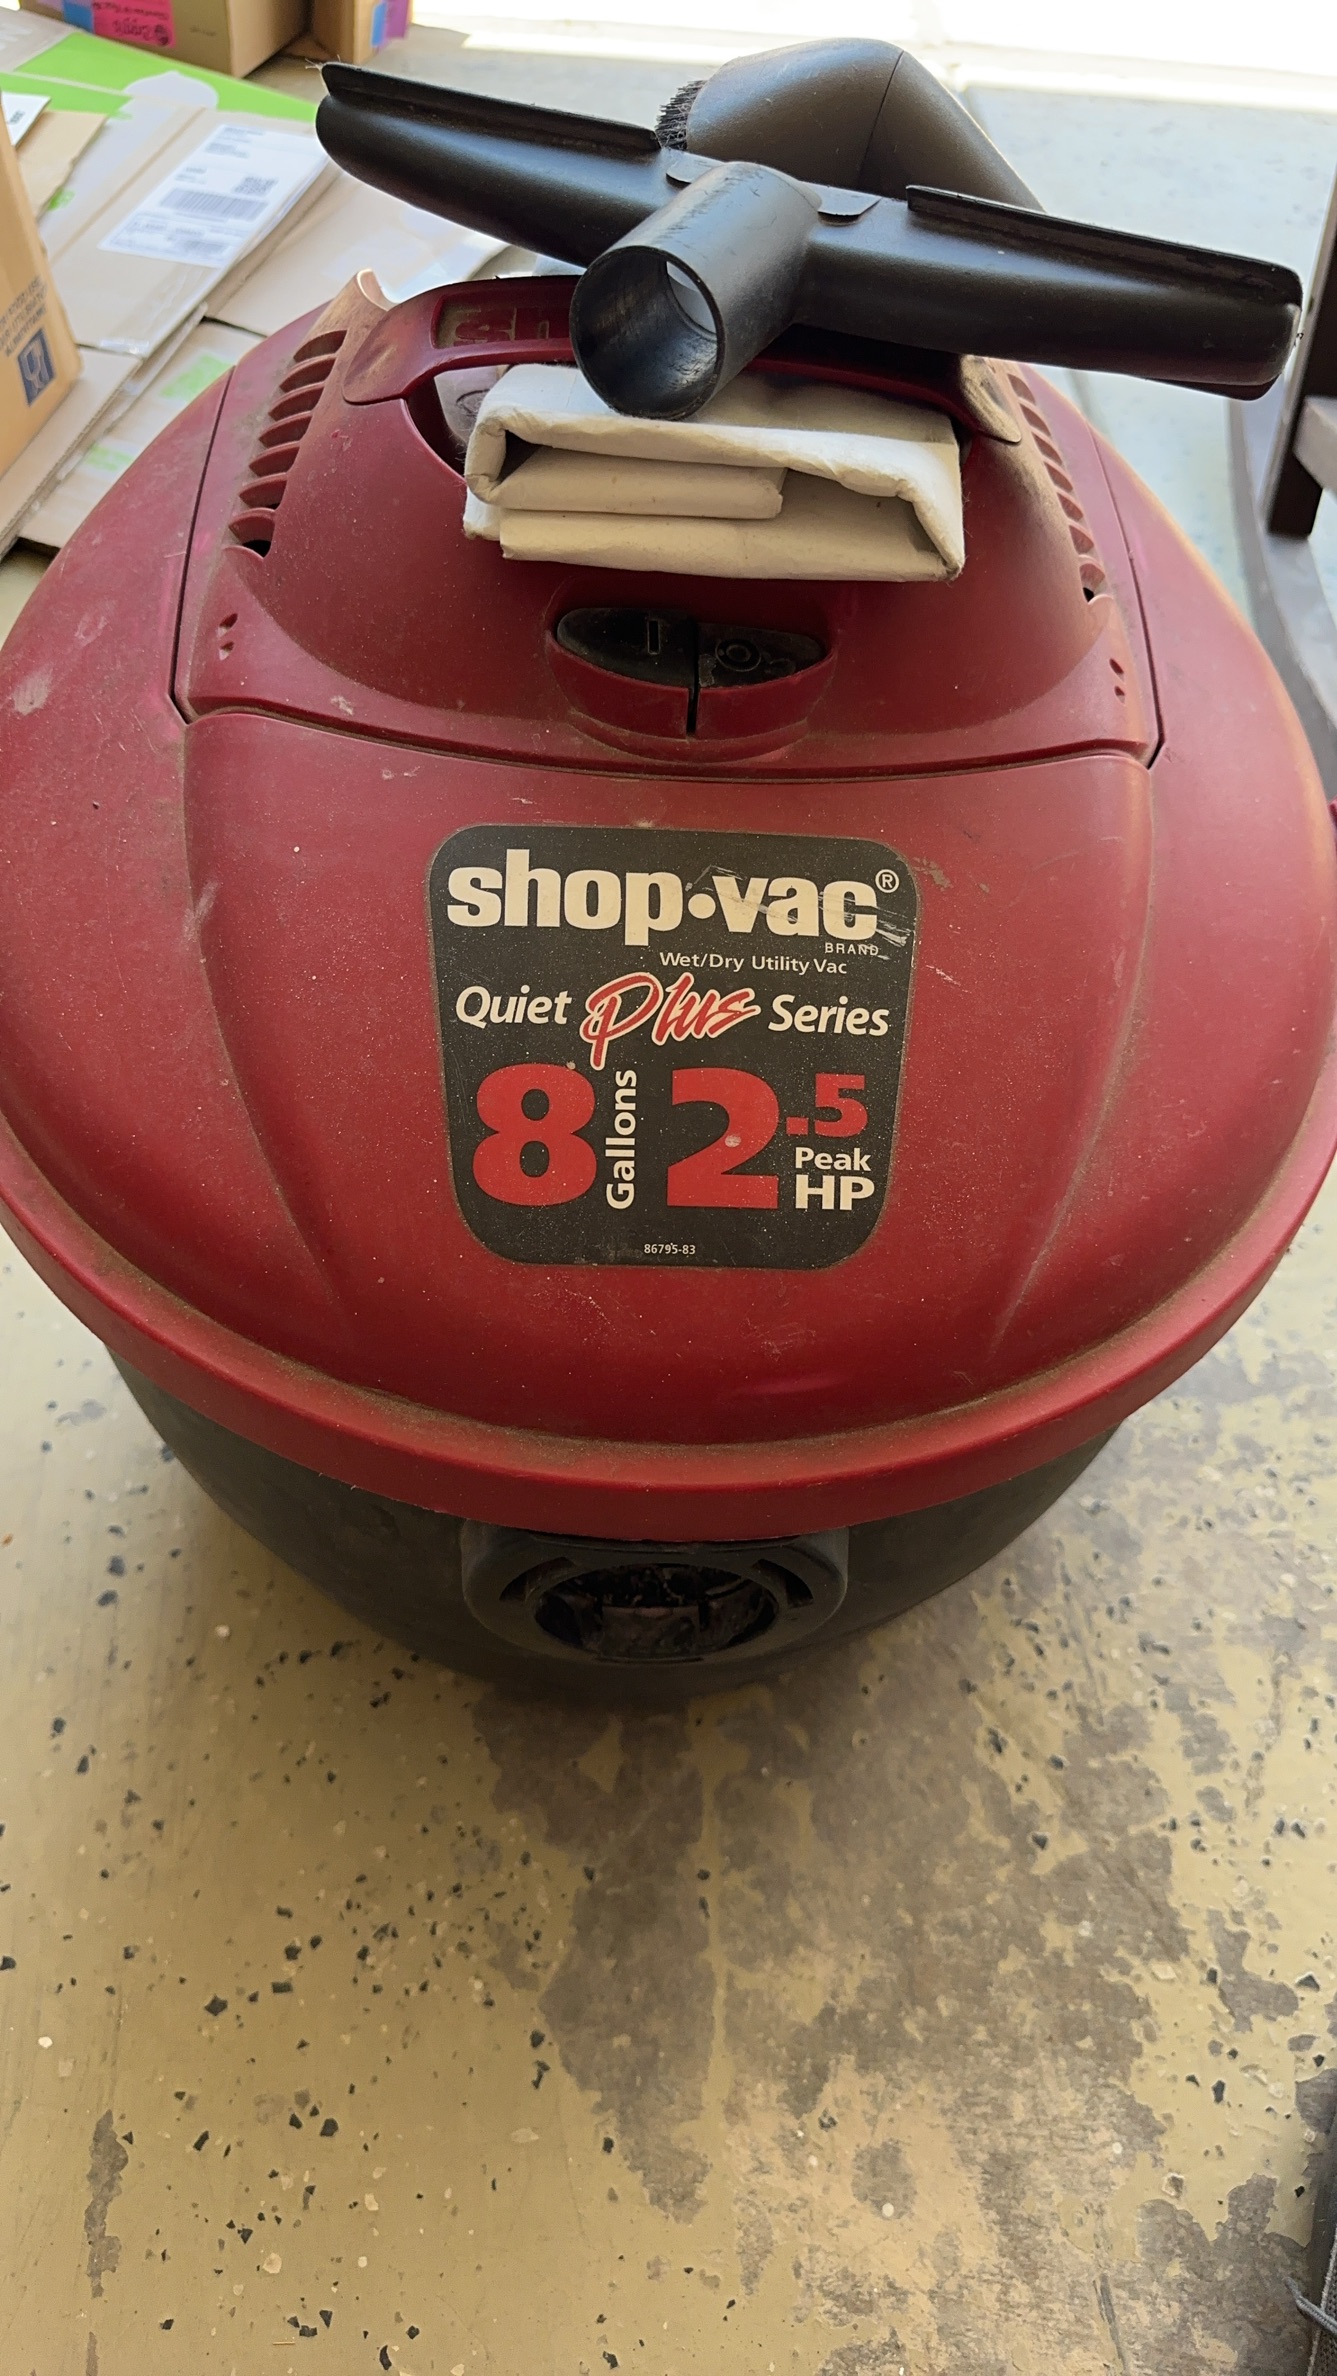 shop·vac®
BRAND
Wet/Dry Utility Vac
Quiet Plus Series
8 Gallons 2.5 Peak HP
86795-83